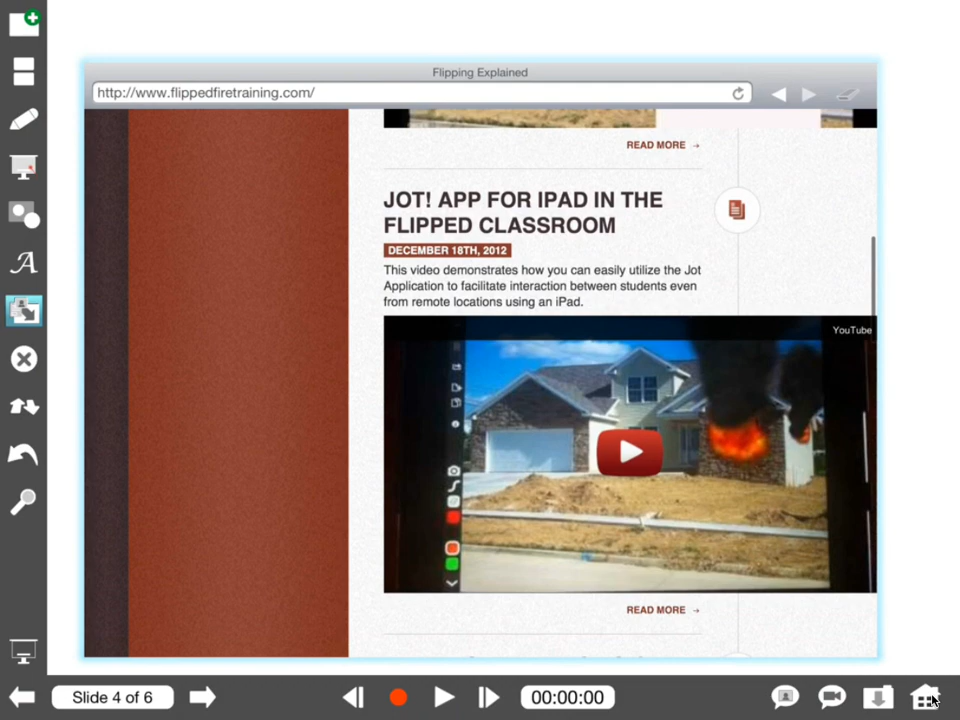 Flipping Explained
http://www.flippedfiretraining.com/
READ MORE →
JOT! APP FOR IPAD IN THE
FLIPPED CLASSROOM
DECEMBER 18TH, 2012
This video demonstrates how you can easily utilize the Jot
Application to facilitate interaction between students even
from remote locations using an iPad.
YouTube
READ MORE →
Slide 4 of 6
00:00:00